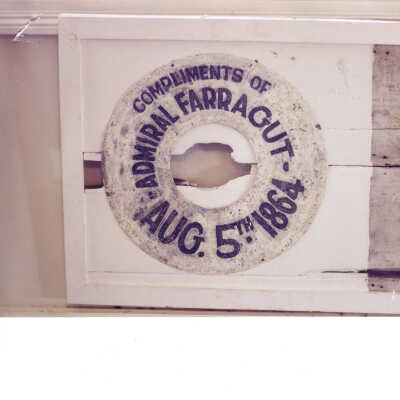 COMPLIMENTS OF
ADMIRAL FARRAGUT
AUG. 5TH 1864